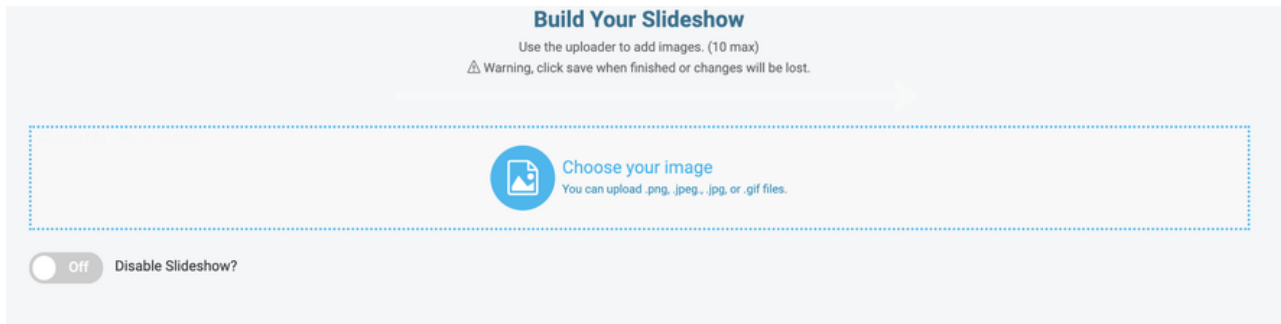 Build Your Slideshow
Use the uploader to add images. (10 max)
⚠ Warning, click save when finished or changes will be lost.
Choose your image
You can upload .png, .jpeg., .jpg, or .gif files.
Off Disable Slideshow?